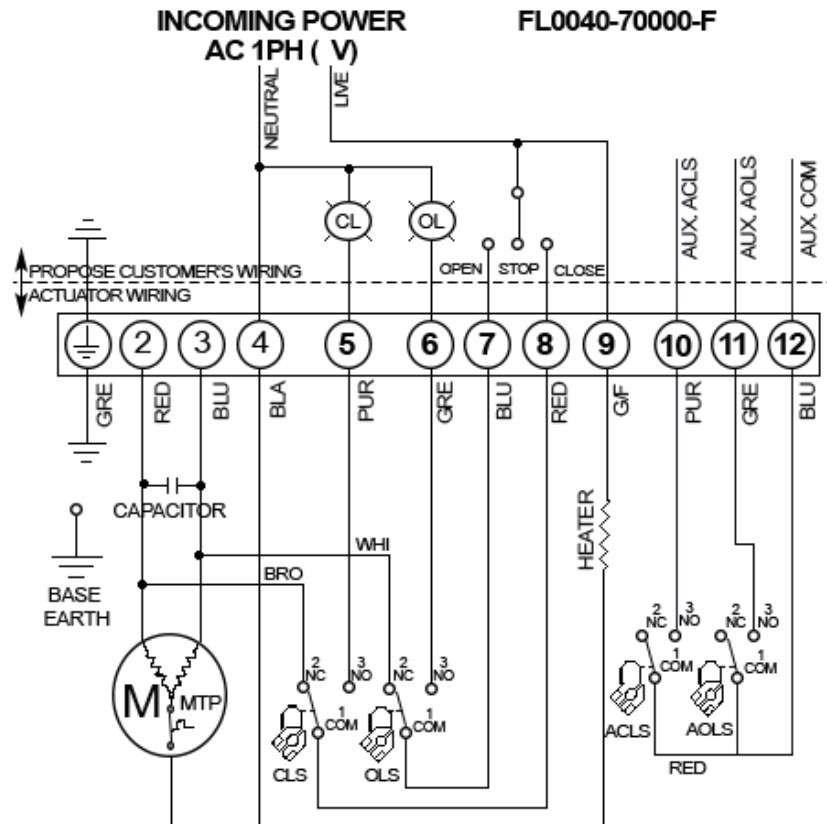 INCOMING POWER
AC 1PH ( V)
FL0040-70000-F
NEUTRAL
LIVE
AUX. ACLS
AUX. AOLS
AUX. COM
CL
OL
PROPOSE CUSTOMER'S WIRING
OPEN STOP CLOSE
ACTUATOR WIRING
2 3 4 5 6 7 8 9 10 11 12
GRE
RED
BLU
BLA
PUR
GRE
BLU
RED
G/F
PUR
GRE
BLU
CAPACITOR
HEATER
WHI
BRO
BASE
EARTH
M
MTP
2
NC
3
NO
1
COM
CLS
2
NC
3
NO
1
COM
OLS
2
NC
3
NO
1
COM
ACLS
2
NC
3
NO
1
COM
AOLS
RED